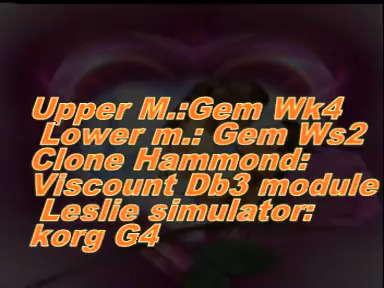 Upper M.:Gem Wk4
Lower m.: Gem Ws2
Clone Hammond:
Viscount Db3 module
Leslie simulator:
korg G4